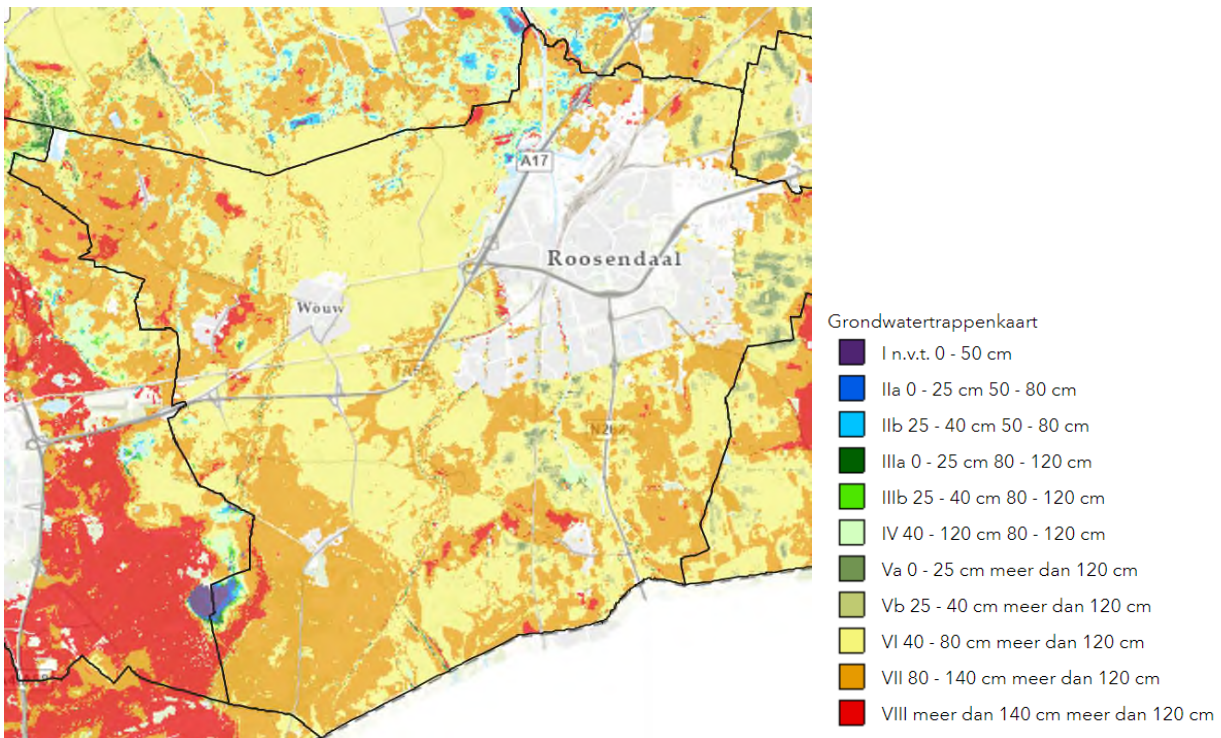 A17
Roosendaal
Wouw
Grondwatertrappenkaart
I n.v.t. 0 - 50 cm
IIa 0 - 25 cm 50 - 80 cm
IIb 25 - 40 cm 50 - 80 cm
IIIa 0 - 25 cm 80 - 120 cm
IIIb 25 - 40 cm 80 - 120 cm
IV 40 - 120 cm 80 - 120 cm
Va 0 - 25 cm meer dan 120 cm
Vb 25 - 40 cm meer dan 120 cm
VI 40 - 80 cm meer dan 120 cm
VII 80 - 140 cm meer dan 120 cm
VIII meer dan 140 cm meer dan 120 cm